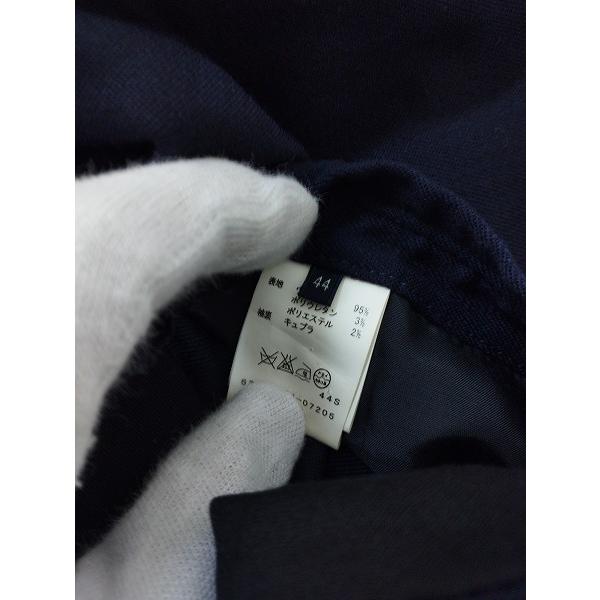 44
表地 95%
ポリウレタン 3%
ポリエステル 2%
袖裏 キュプラ
44S
-07205